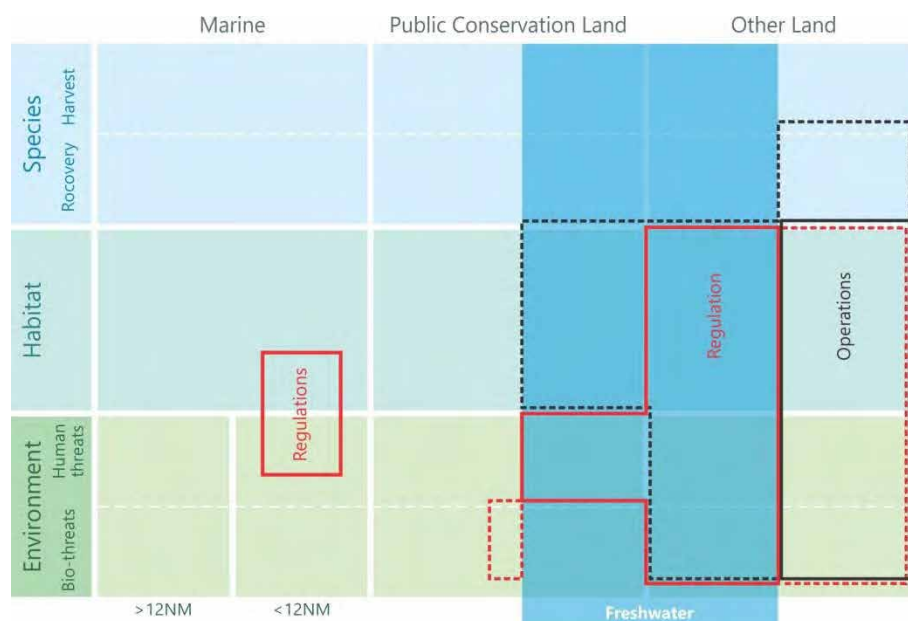 Marine
Public Conservation Land
Other Land
Species
Harvest
Rocovery
Habitat
Regulation
Operations
Regulations
Environment
Human
threats
Bio-threats
>12NM
<12NM
Freshwater